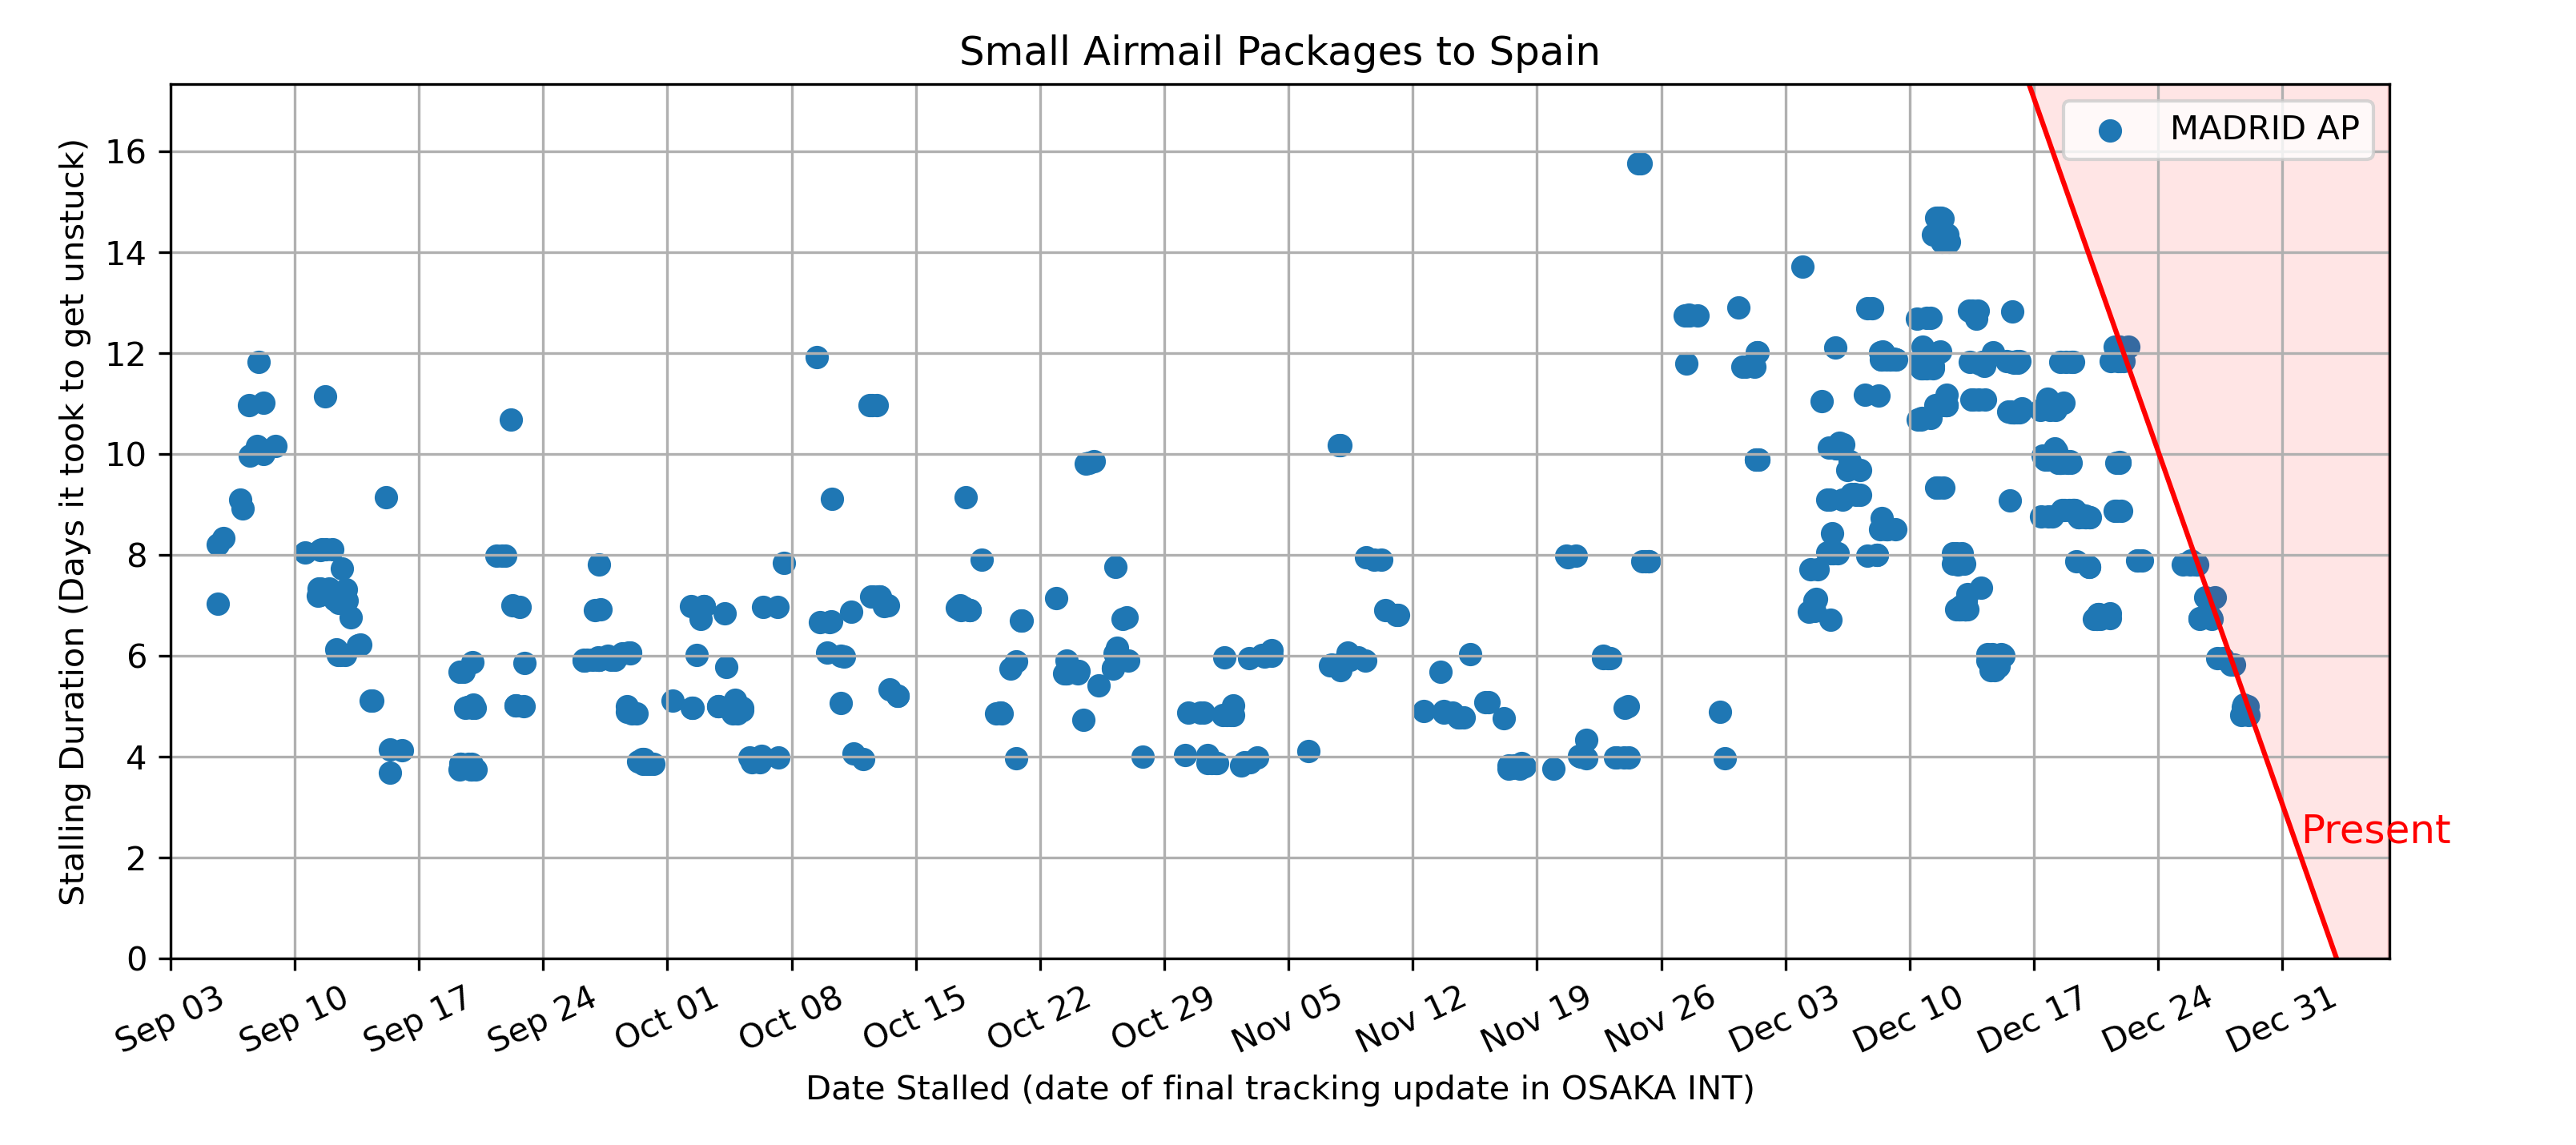 Small Airmail Packages to Spain
MADRID AP
Stalling Duration (Days it took to get unstuck)
16
14
12
10
8
6
4
2
0
Present
Sep 03 Sep 10 Sep 17 Sep 24 Oct 01 Oct 08 Oct 15 Oct 22 Oct 29 Nov 05 Nov 12 Nov 19 Nov 26 Dec 03 Dec 10 Dec 17 Dec 24 Dec 31
Date Stalled (date of final tracking update in OSAKA INT)